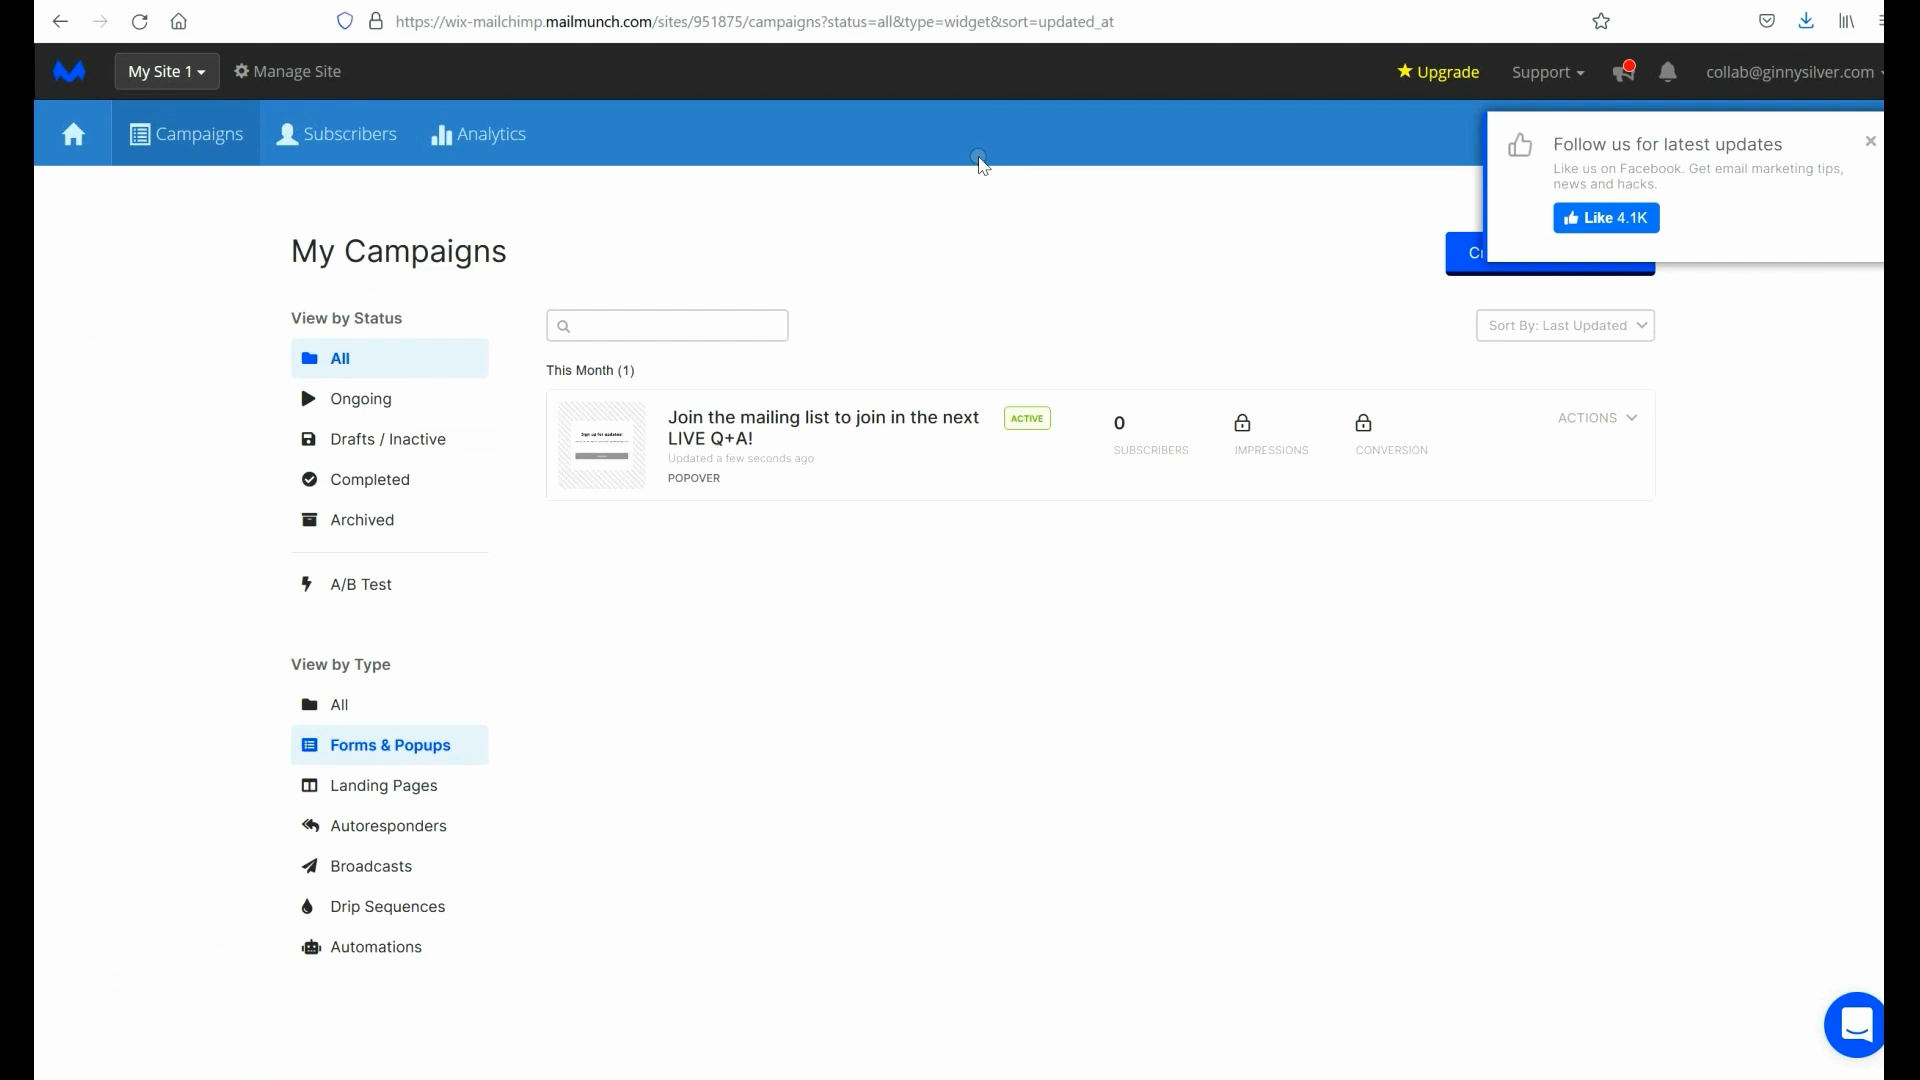 https://wix-mailchimp.mailmunch.com/sites/951875/campaigns?status=all&type=widget&sort=updated_at
My Site 1
Manage Site
Upgrade
Support
collab@ginnysilver.com
Campaigns
Subscribers
Analytics
Follow us for latest updates
Like us on Facebook. Get email marketing tips,
news and hacks.
Like 4.1K
My Campaigns
View by Status
All
Ongoing
Drafts / Inactive
Completed
Archived
A/B Test
View by Type
All
Forms & Popups
Landing Pages
Autoresponders
Broadcasts
Drip Sequences
Automations
Sort By: Last Updated
This Month (1)
Sign up for updates!
Join the mailing list to join in the next
LIVE Q+A!
Updated a few seconds ago
POPOVER
ACTIVE
0
SUBSCRIBERS
IMPRESSIONS
CONVERSION
ACTIONS